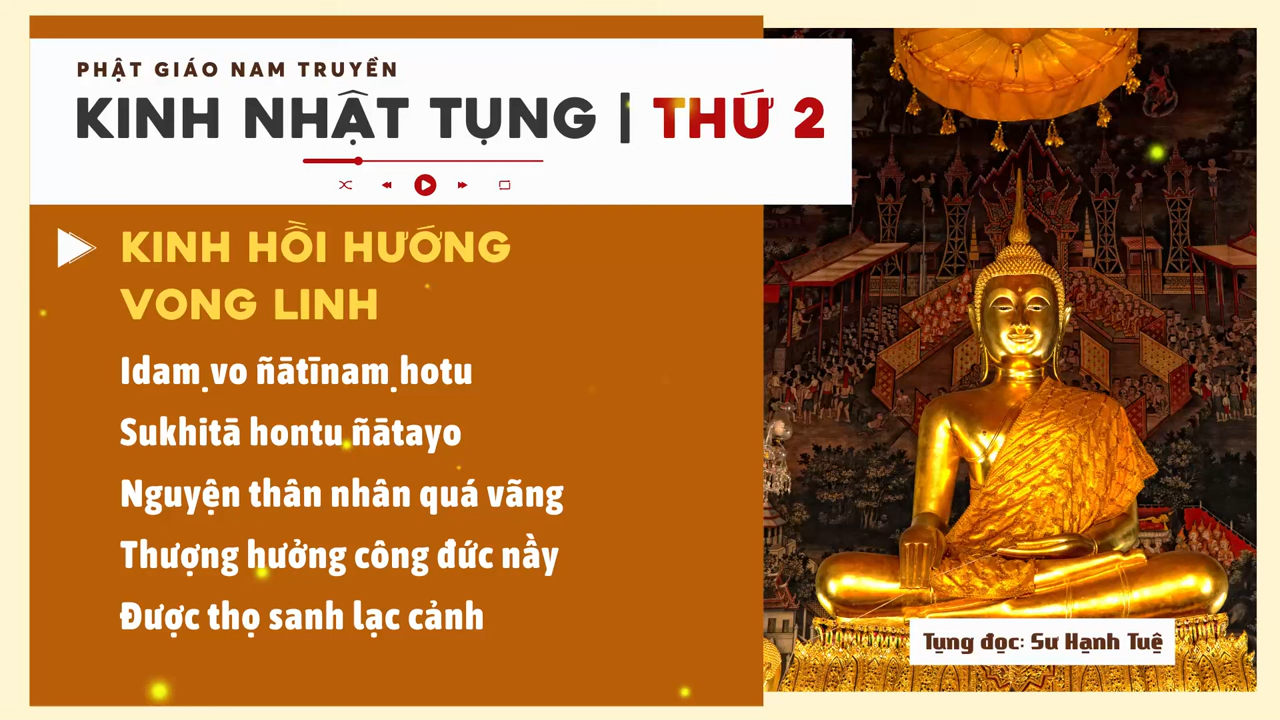 PHẬT GIÁO NAM TRUYỀN
KINH NHẬT TỤNG | THỨ 2
KINH HỒI HƯỚNG
VONG LINH
Idaṃ vo ñātīnaṃ hotu
Sukhitā hontu ñātayo
Nguyện thân nhân quá vãng
Thượng hưởng công đức nầy
Được thọ sanh lạc cảnh
Tụng đọc: Sư Hạnh Tuệ